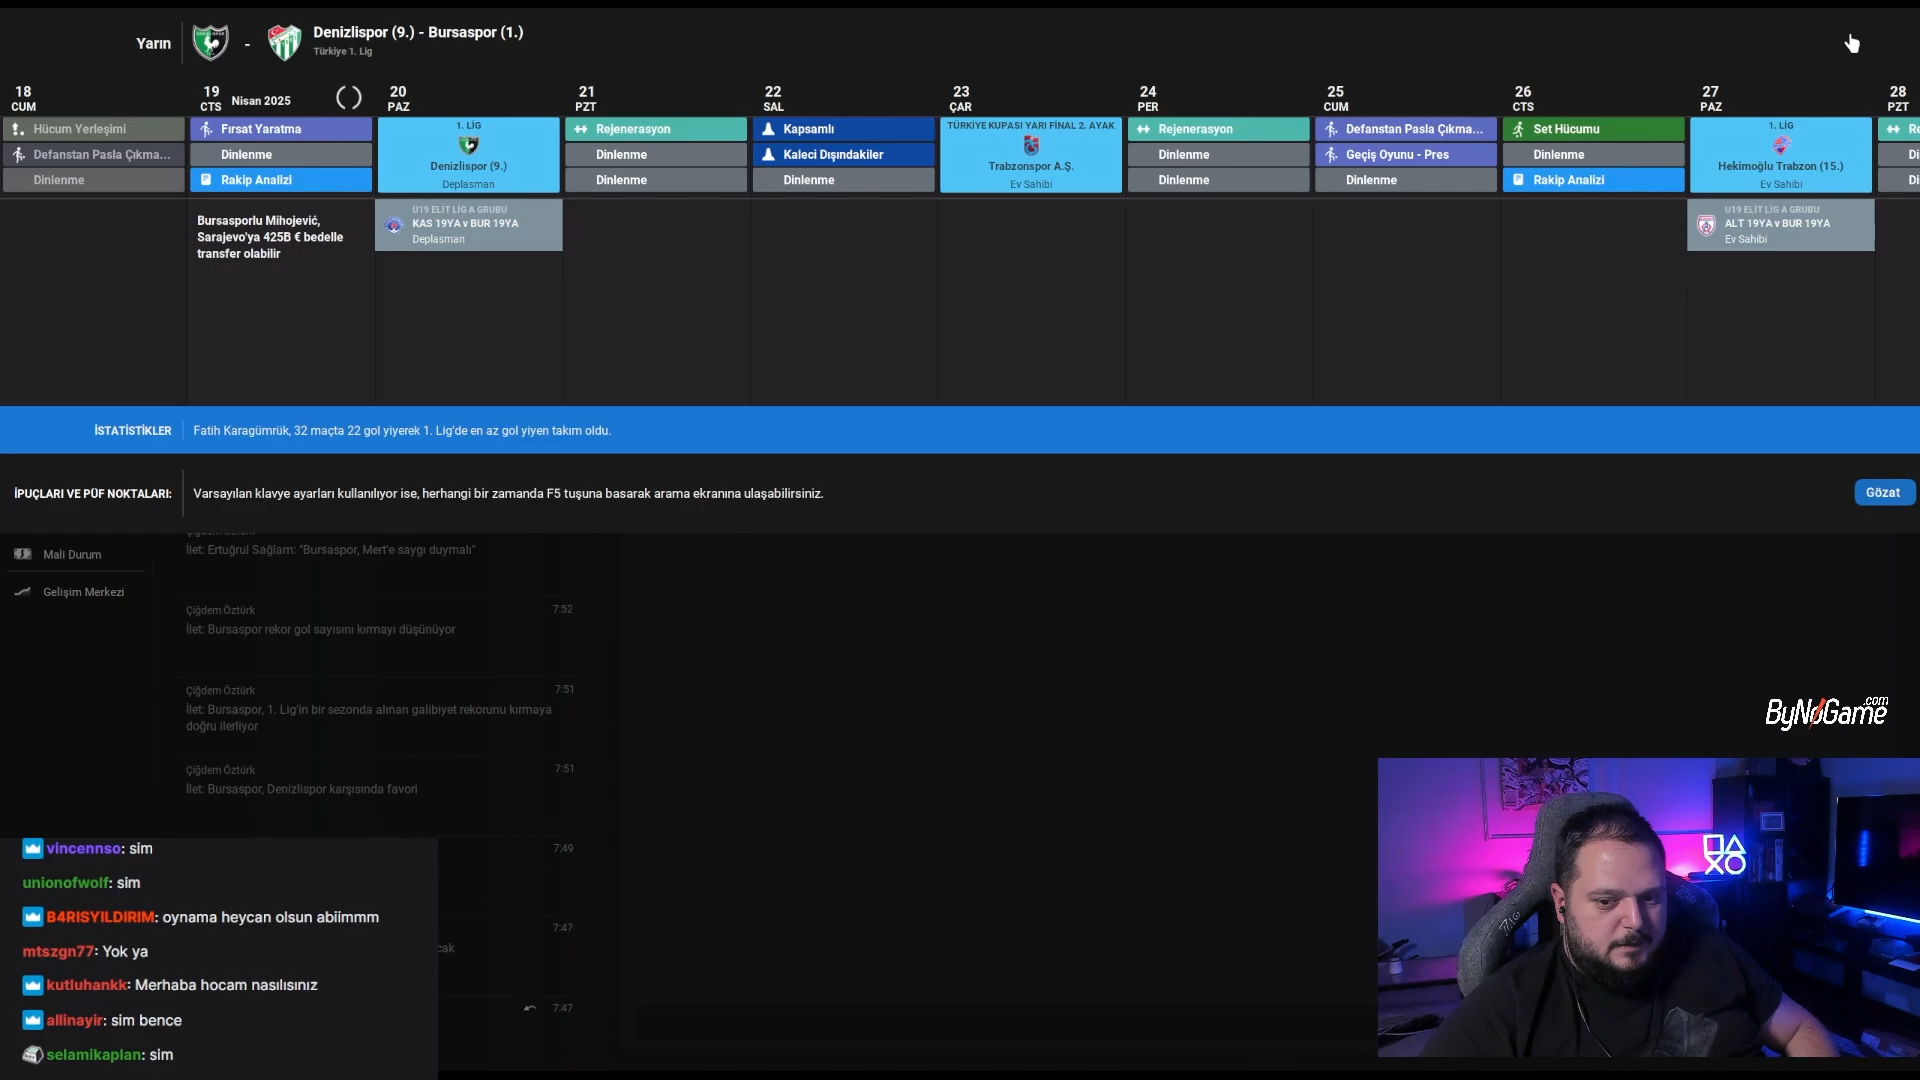 Yarın
-
Denizlispor (9.) - Bursaspor (1.)
Türkiye 1. Lig
18
CUM
19
CTS
Nisan 2025
20
PAZ
21
PZT
22
SAL
23
ÇAR
24
PER
25
CUM
26
CTS
27
PAZ
28
PZT
Hücum Yerleşimi
Defanstan Pasla Çıkma...
Dinlenme
Fırsat Yaratma
Dinlenme
Rakip Analizi
1. LİG
Denizlispor (9.)
Deplasman
Rejenerasyon
Dinlenme
Dinlenme
Kapsamlı
Kaleci Dışındakiler
Dinlenme
TÜRKİYE KUPASI YARI FİNAL 2. AYAK
Trabzonspor A.Ş.
Ev Sahibi
Rejenerasyon
Dinlenme
Dinlenme
Defanstan Pasla Çıkma...
Geçiş Oyunu - Pres
Dinlenme
Set Hücumu
Dinlenme
Rakip Analizi
1. LİG
Hekimoğlu Trabzon (15.)
Ev Sahibi
Re
Di
Di
Bursasporlu Mihojević,
Sarajevo'ya 425B € bedelle
transfer olabilir
U19 ELİT LİG A GRUBU
KAS 19YA v BUR 19YA
Deplasman
U19 ELİT LİG A GRUBU
ALT 19YA v BUR 19YA
Ev Sahibi
İSTATİSTİKLER
Fatih Karagümrük, 32 maçta 22 gol yiyerek 1. Lig'de en az gol yiyen takım oldu.
İPUÇLARI VE PÜF NOKTALARI:
Varsayılan klavye ayarları kullanılıyor ise, herhangi bir zamanda F5 tuşuna basarak arama ekranına ulaşabilirsiniz.
Gözat
Mali Durum
Gelişim Merkezi
İlet: Ertuğrul Sağlam: "Bursaspor, Mert'e saygı duymalı"
Çiğdem Öztürk
7:52
İlet: Bursaspor rekor gol sayısını kırmayı düşünüyor
Çiğdem Öztürk
7:51
İlet: Bursaspor, 1. Lig'in bir sezonda alınan galibiyet rekorunu kırmaya
doğru ilerliyor
Çiğdem Öztürk
7:51
İlet: Bursaspor, Denizlispor karşısında favori
7:49
7:47
cak
7:47
vincennso: sim
unionofwolf: sim
B4RISYILDIRIM: oynama heycan olsun abiimmm
mtszgn77: Yok ya
kutluhankk: Merhaba hocam nasılısınız
allinayir: sim bence
selamikaplan: sim
ByNoGame.com